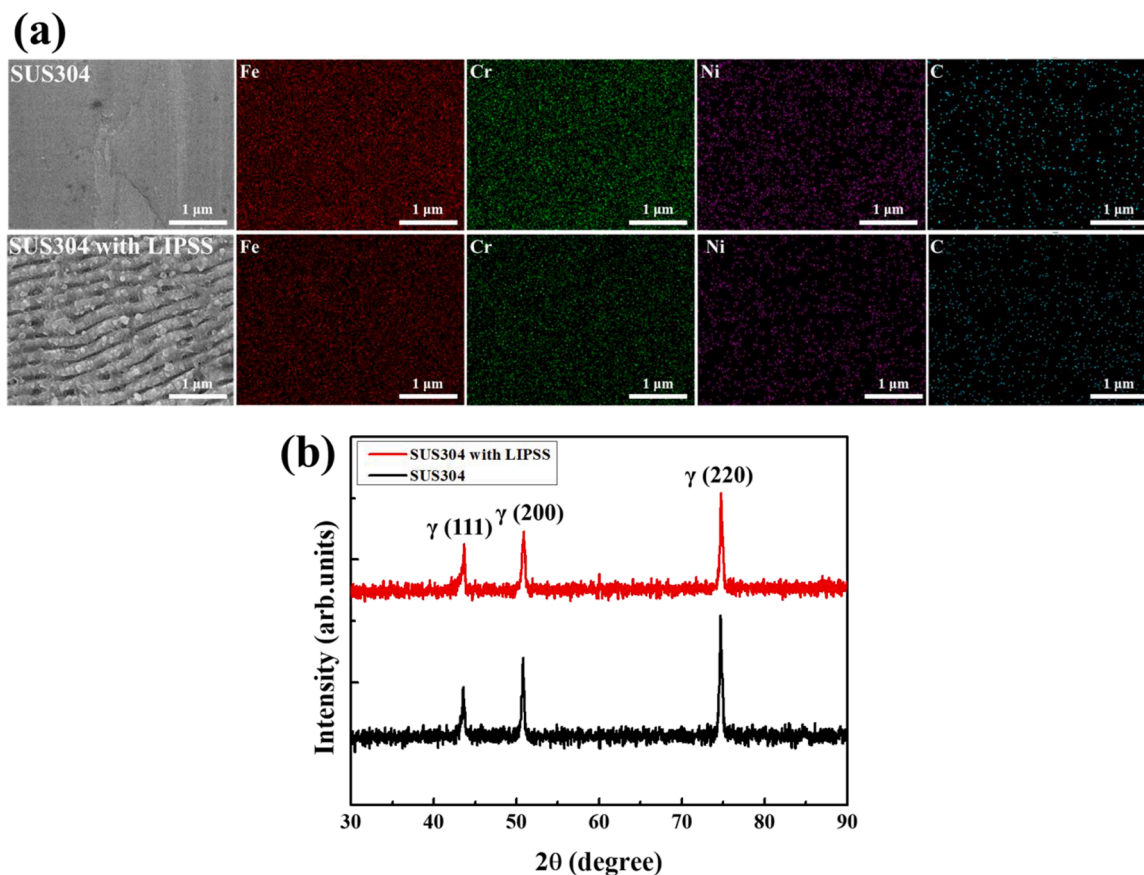 (a)
SUS304
Fe
Cr
Ni
C
1 μm
1 μm
1 μm
1 μm
1 μm
SUS304 with LIPSS
Fe
Cr
Ni
C
1 μm
1 μm
1 μm
1 μm
1 μm
(b)
SUS304 with LIPSS
SUS304
γ (111)
γ (200)
γ (220)
Intensity (arb.units)
30 40 50 60 70 80 90
2θ (degree)